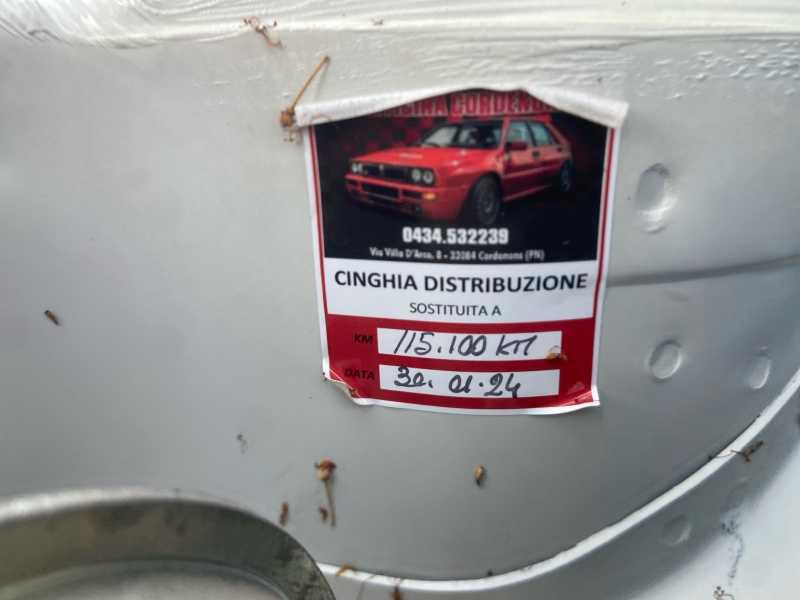 CORDENONS
0434.532239
Via Villa D'Arco, 8 - 33084 Cordenons (PN)
CINGHIA DISTRIBUZIONE
SOSTITUITA A
KM 115.100 KM
DATA 30.01.24